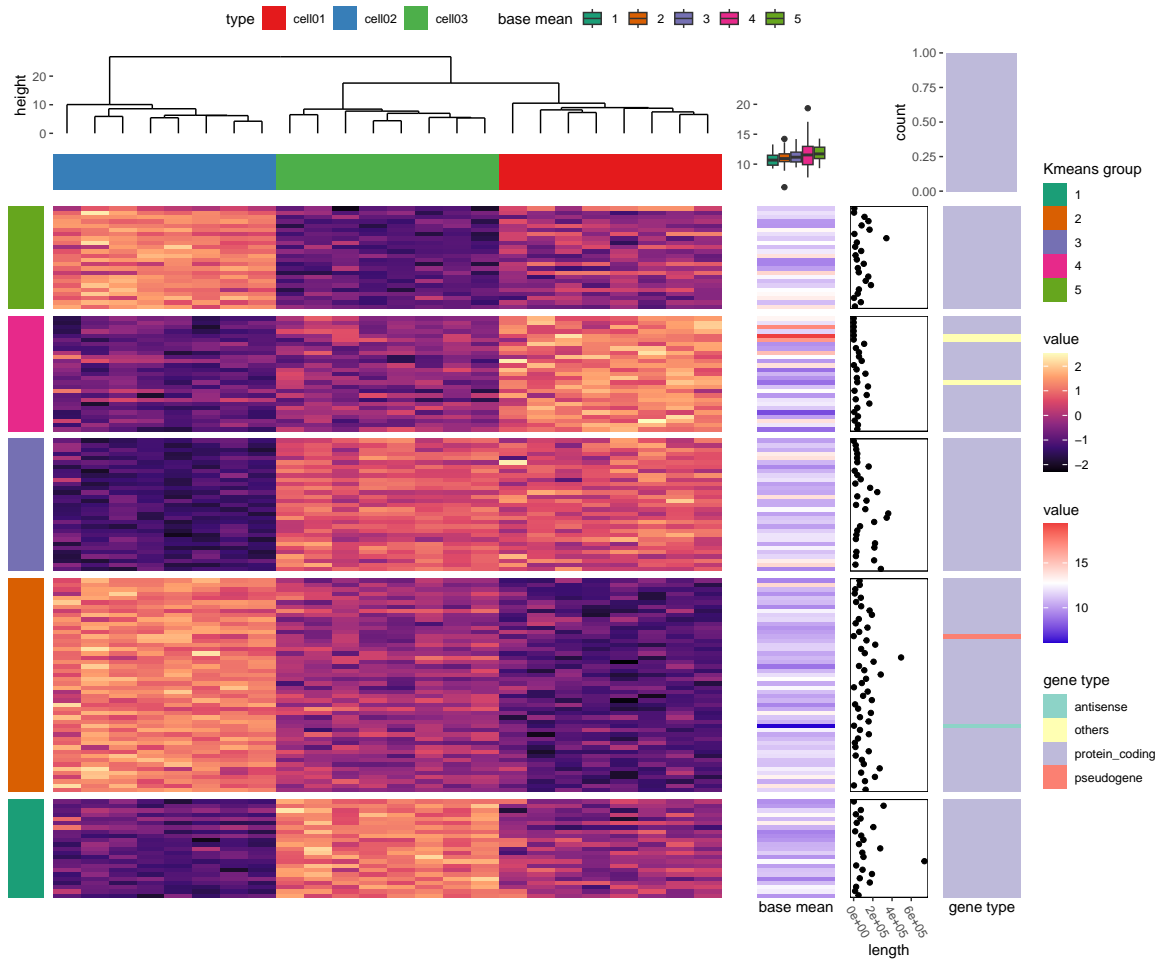 type cell01 cell02 cell03 base mean 1 2 3 4 5
height
20
10
0
20
15
10
count
1.00
0.75
0.50
0.25
0.00
Kmeans group
1
2
3
4
5
value
2
1
0
−1
−2
value
15
10
gene type
antisense
others
protein_coding
pseudogene
base mean
0e+00
2e+05
4e+05
6e+05
length
gene type